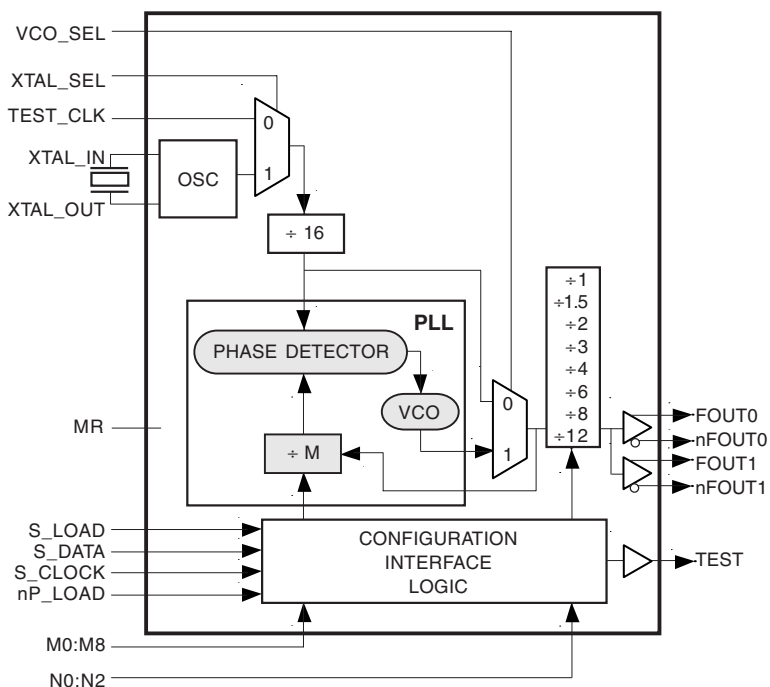 VCO_SEL
XTAL_SEL
TEST_CLK
XTAL_IN
XTAL_OUT
OSC
0
1
÷ 16
PLL
PHASE DETECTOR
VCO
÷ M
0
1
÷1
÷1.5
÷2
÷3
÷4
÷6
÷8
÷12
FOUT0
nFOUT0
FOUT1
nFOUT1
MR
S_LOAD
S_DATA
S_CLOCK
nP_LOAD
CONFIGURATION
INTERFACE
LOGIC
TEST
M0:M8
N0:N2